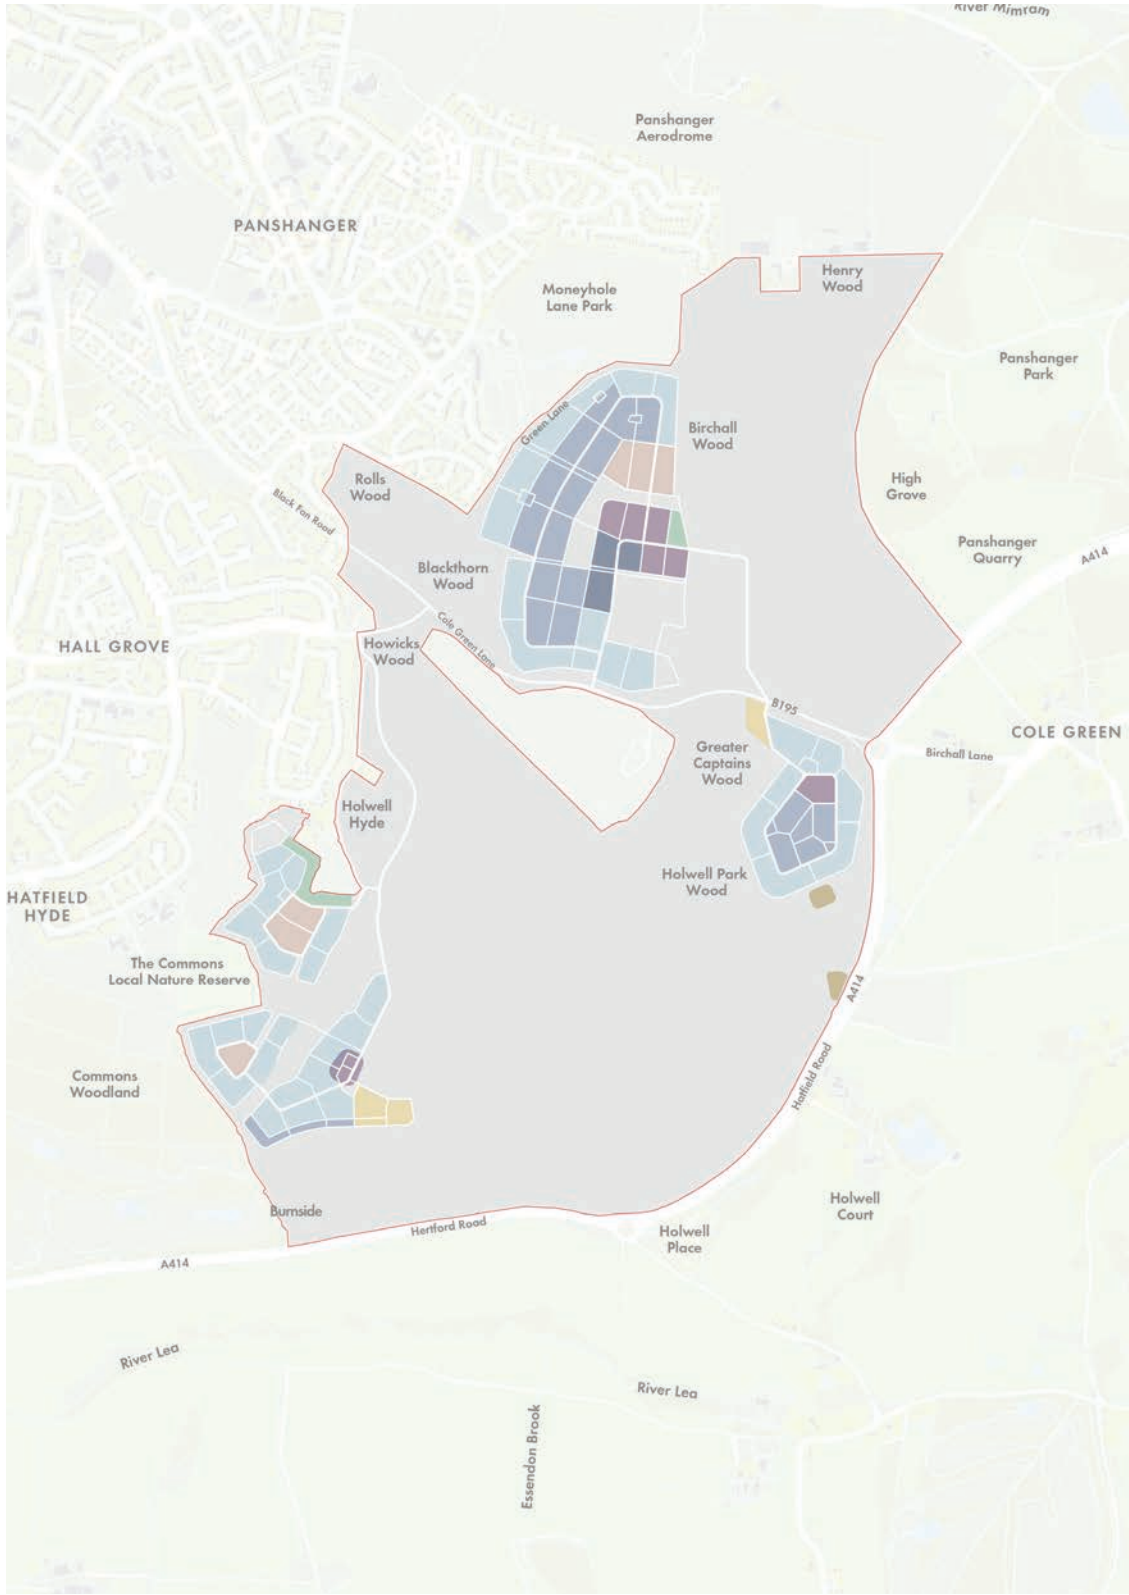 River Mimram
Panshanger
Aerodrome
PANSHANGER
Henry
Wood
Moneyhole
Lane Park
Panshanger
Park
Green Lane
Birchall
Wood
Rolls
Wood
High
Grove
Black Fan Road
Panshanger
Quarry
A414
Blackthorn
Wood
Cole Green Lane
HALL GROVE
Howicks
Wood
B195
COLE GREEN
Greater
Captains
Wood
Birchall Lane
Holwell
Hyde
Holwell Park
Wood
HATFIELD
HYDE
The Commons
Local Nature Reserve
A414
Commons
Woodland
Hatfield Road
Burnside
Holwell
Court
Hertford Road
Holwell
Place
A414
River Lea
River Lea
Essendon Brook